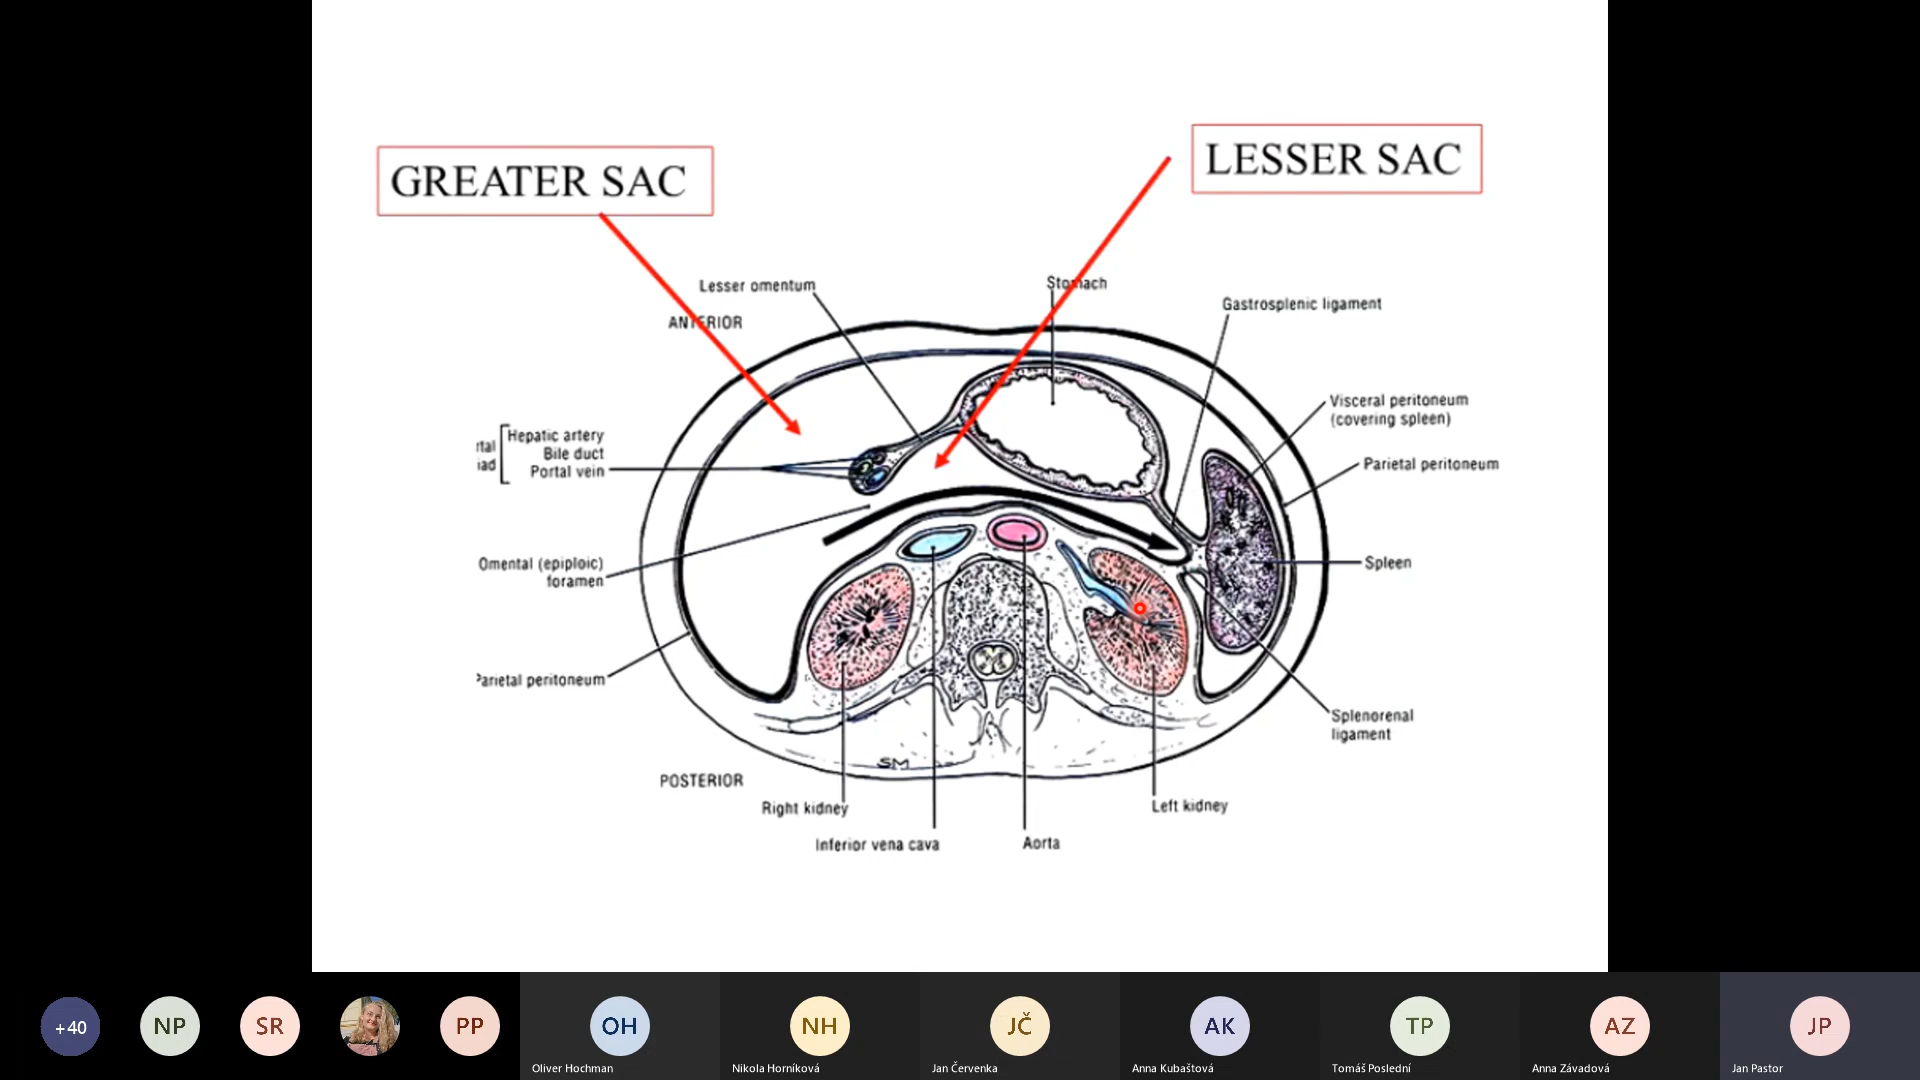 GREATER SAC
LESSER SAC
Lesser omentum
Stomach
Gastrosplenic ligament
ANTERIOR
Visceral peritoneum
(covering spleen)
Parietal peritoneum
rtal
iad
Hepatic artery
Bile duct
Portal vein
Omental (epiploic)
foramen
Spleen
Parietal peritoneum
Splenorenal
ligament
SM
POSTERIOR
Right kidney
Left kidney
Inferior vena cava
Aorta
+40
NP
SR
PP
OH
NH
JČ
AK
TP
AZ
JP
Oliver Hochman
Nikola Horníková
Jan Červenka
Anna Kubaštová
Tomáš Poslední
Anna Závadová
Jan Pastor